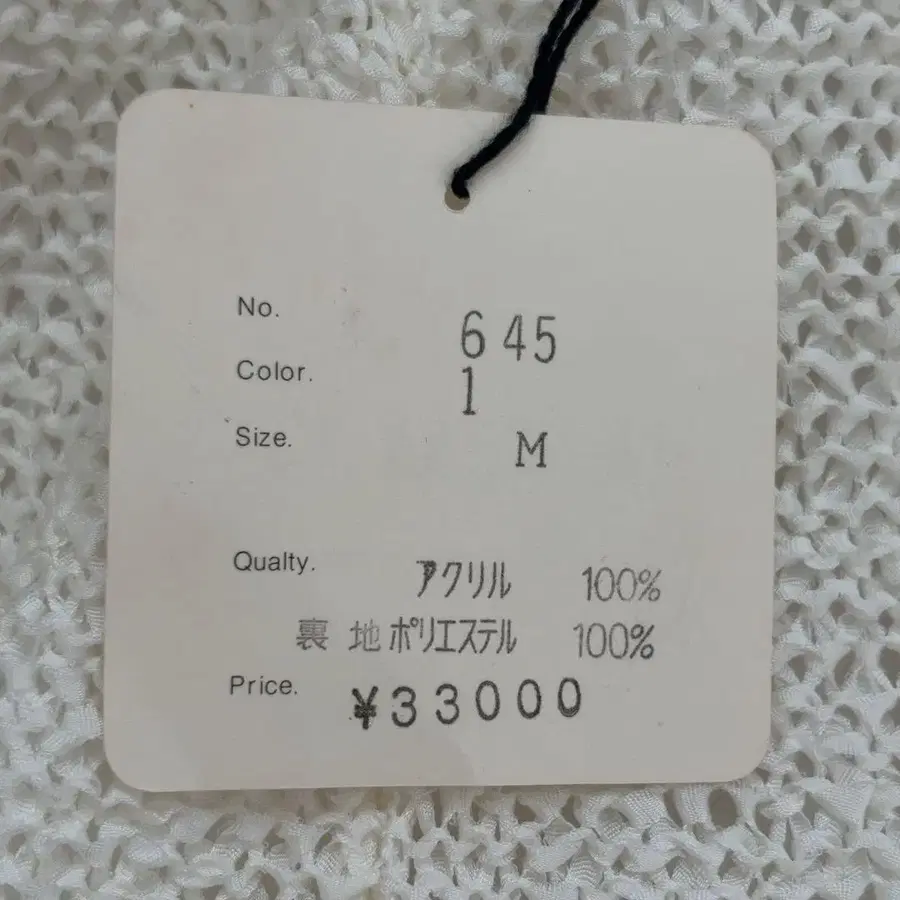 No. 645
Color. 1
Size. M
Qualty. アクリル 100%
裏地ポリエステル 100%
Price. ¥33000